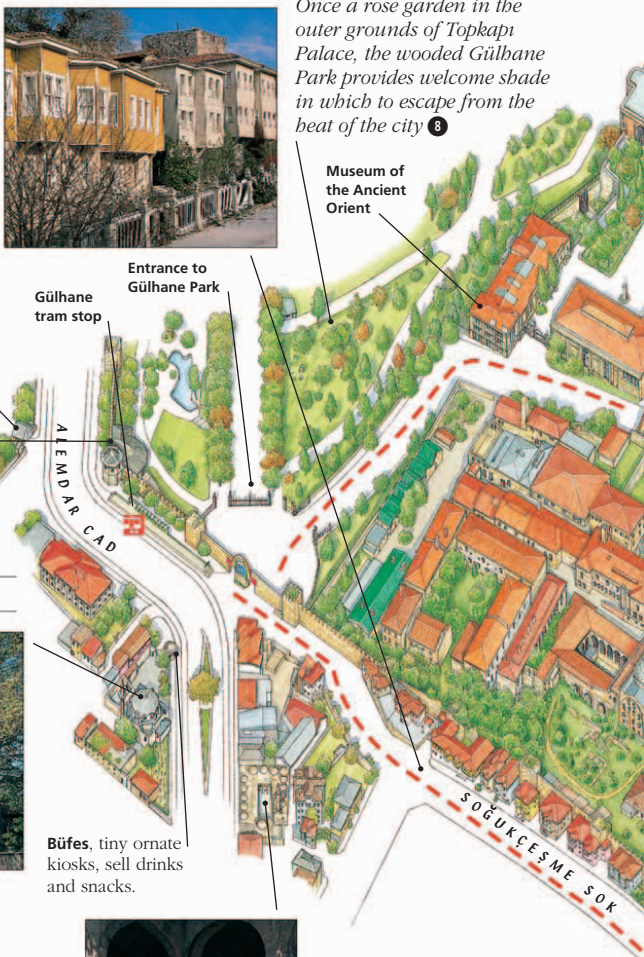 Once a rose garden in the
outer grounds of Topkapı
Palace, the wooded Gülhane
Park provides welcome shade
in which to escape from the
heat of the city 8
Museum of
the Ancient
Orient
Entrance to
Gülhane Park
Gülhane
tram stop
ALEMDAR CAD
SOĞUKÇEŞME SOK
Büfes, tiny ornate
kiosks, sell drinks
and snacks.